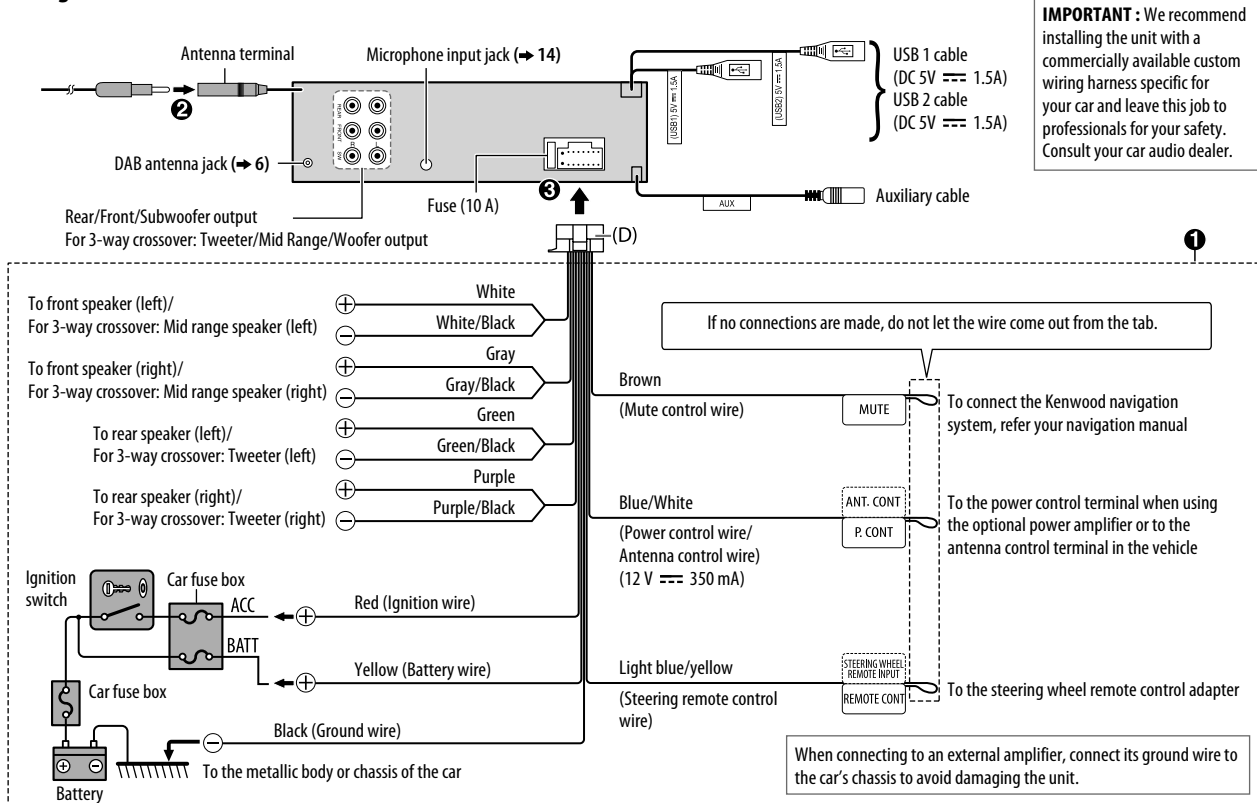 IMPORTANT : We recommend
installing the unit with a
commercially available custom
wiring harness specific for
your car and leave this job to
professionals for your safety.
Consult your car audio dealer.
Antenna terminal
Microphone input jack (➜ 14)
USB 1 cable
(DC 5V ⎓ 1.5A)
USB 2 cable
(DC 5V ⎓ 1.5A)
(USB1) 5V ⎓ 1.5A
(USB2) 5V ⎓ 1.5A
❷
REAR
FRONT
SW
R
L
DAB antenna jack (➜ 6)
❸
Fuse (10 A)
AUX
Auxiliary cable
Rear/Front/Subwoofer output
For 3-way crossover: Tweeter/Mid Range/Woofer output
(D)
❶
To front speaker (left)/
For 3-way crossover: Mid range speaker (left)
+
White
−
White/Black
To front speaker (right)/
For 3-way crossover: Mid range speaker (right)
+
Gray
−
Gray/Black
To rear speaker (left)/
For 3-way crossover: Tweeter (left)
+
Green
−
Green/Black
To rear speaker (right)/
For 3-way crossover: Tweeter (right)
+
Purple
−
Purple/Black
If no connections are made, do not let the wire come out from the tab.
Brown
(Mute control wire)
MUTE
To connect the Kenwood navigation
system, refer your navigation manual
Blue/White
(Power control wire/
Antenna control wire)
(12 V ⎓ 350 mA)
ANT. CONT
P. CONT
To the power control terminal when using
the optional power amplifier or to the
antenna control terminal in the vehicle
Ignition
switch
Car fuse box
ACC
+
Red (Ignition wire)
BATT
+
Yellow (Battery wire)
Light blue/yellow
(Steering remote control
wire)
STEERING WHEEL
REMOTE INPUT
REMOTE CONT
To the steering wheel remote control adapter
Car fuse box
−
Black (Ground wire)
To the metallic body or chassis of the car
+
−
Battery
When connecting to an external amplifier, connect its ground wire to
the car's chassis to avoid damaging the unit.